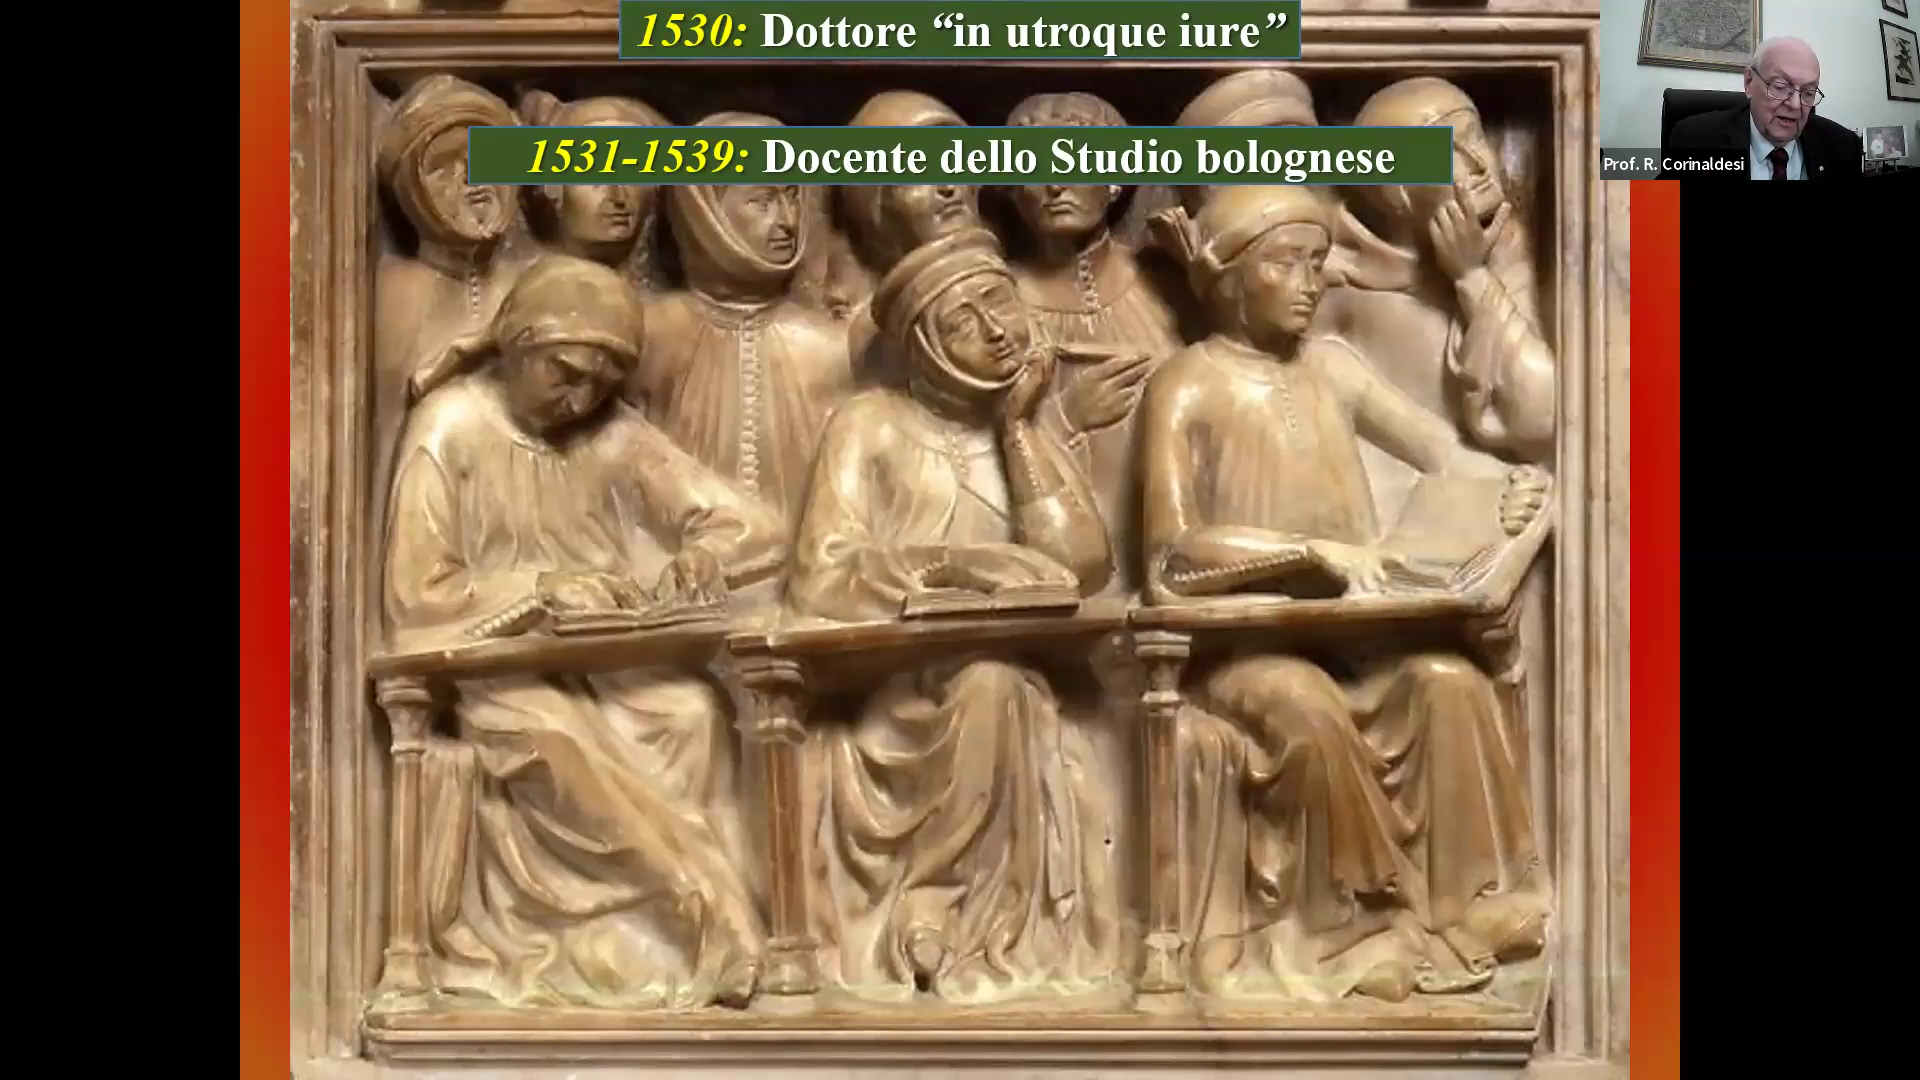 1530: Dottore “in utroque iure”
1531-1539: Docente dello Studio bolognese
Prof. R. Corinaldesi